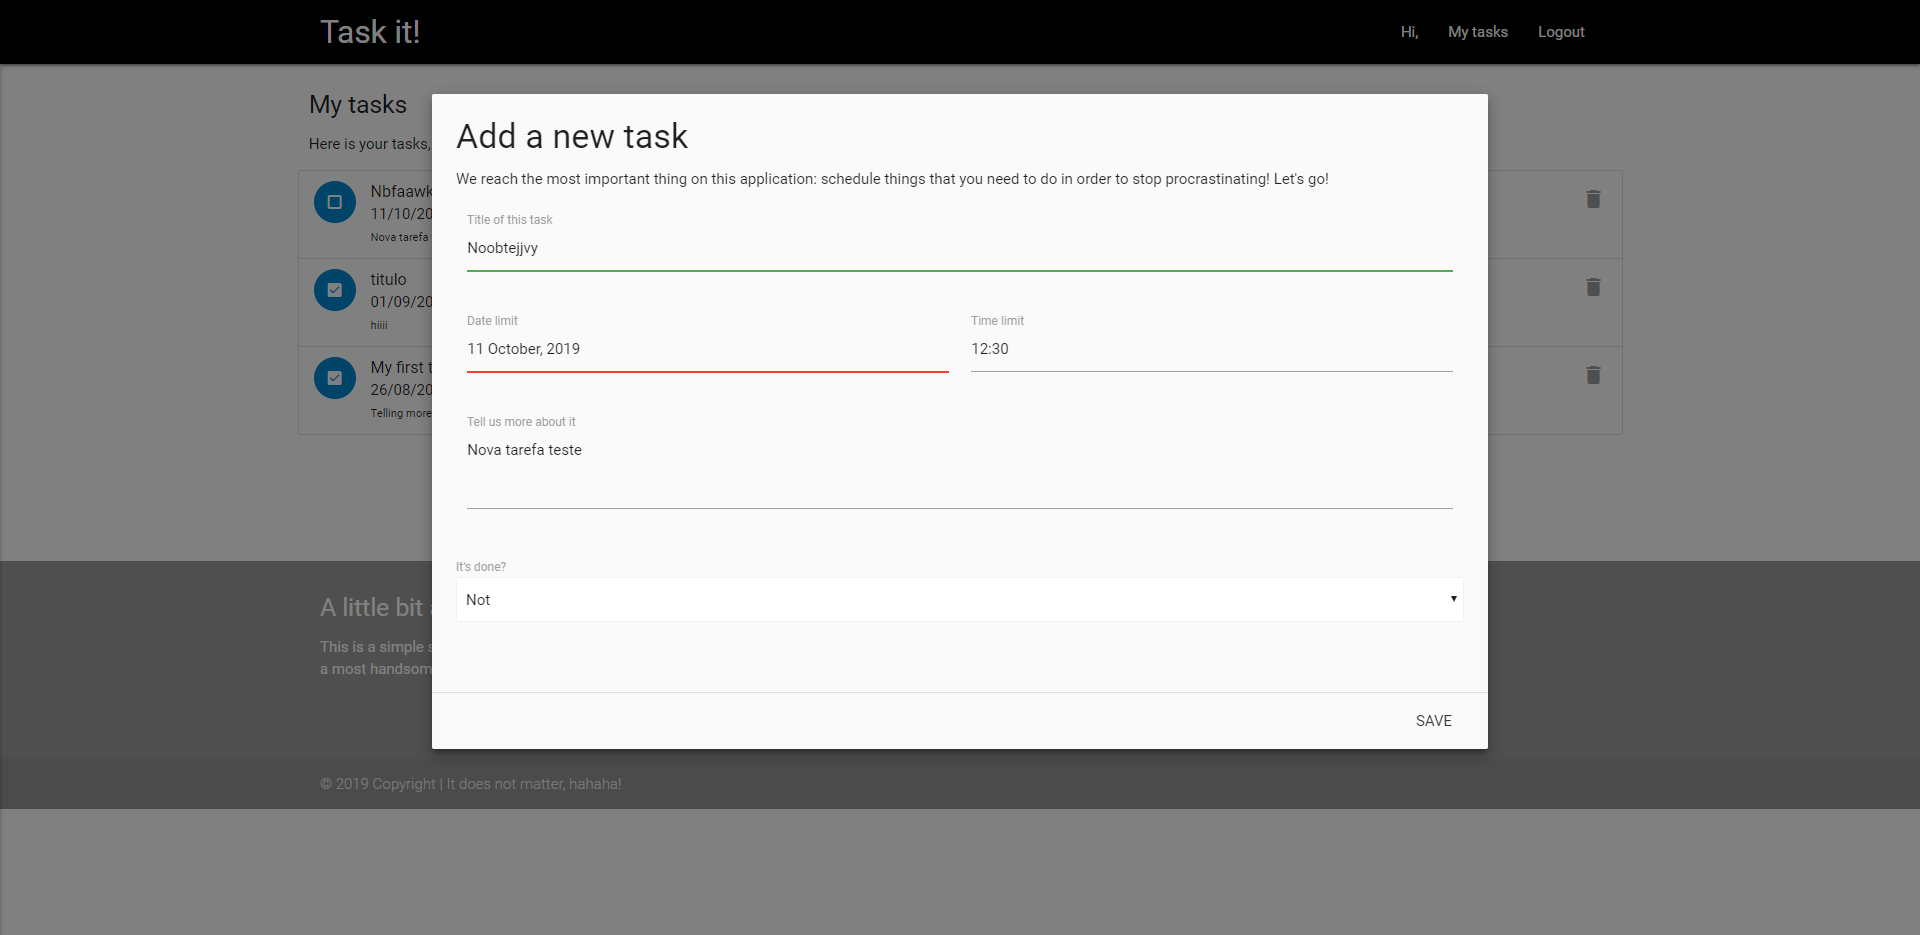 Task it!
Hi, My tasks Logout
My tasks
Here is your tasks,
Nbfaawk
11/10/20
Nova tarefa
titulo
01/09/20
hiiii
My first t
26/08/20
Telling more
Add a new task
We reach the most important thing on this application: schedule things that you need to do in order to stop procrastinating! Let's go!
Title of this task
Noobtejjvy
Date limit
11 October, 2019
Time limit
12:30
Tell us more about it
Nova tarefa teste
It's done?
Not
SAVE
A little bit
This is a simple s
a most handsom
© 2019 Copyright | It does not matter, hahaha!